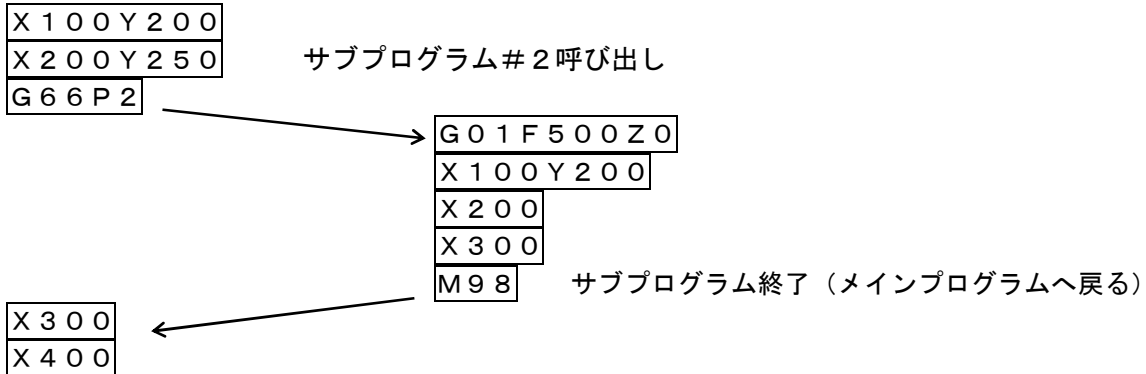 Ｘ１００Ｙ２００
Ｘ２００Ｙ２５０　サブプログラム＃２呼び出し
Ｇ６６Ｐ２
Ｇ０１Ｆ５００Ｚ０
Ｘ１００Ｙ２００
Ｘ２００
Ｘ３００
Ｍ９８　サブプログラム終了（メインプログラムへ戻る）
Ｘ３００
Ｘ４００